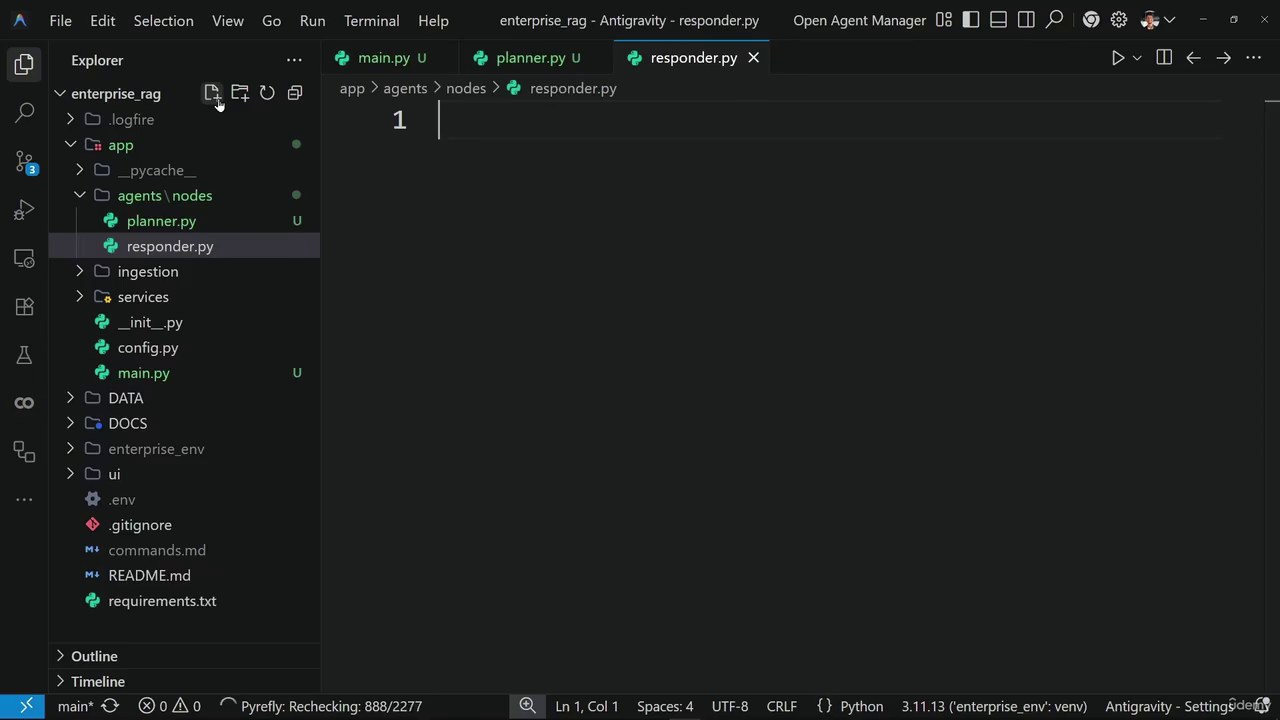 File Edit Selection View Go Run Terminal Help enterprise_rag - Antigravity - responder.py Open Agent Manager
Explorer
main.py U planner.py U responder.py
enterprise_rag
app agents nodes responder.py
.logfire
1
app
__pycache__
agents\nodes
planner.py U
responder.py
ingestion
services
__init__.py
config.py
main.py U
DATA
DOCS
enterprise_env
ui
.env
.gitignore
commands.md
README.md
requirements.txt
Outline
Timeline
3
main* 0 0 Pyrefly: Rechecking: 888/2277 Ln 1, Col 1 Spaces: 4 UTF-8 CRLF {} Python 3.11.13 ('enterprise_env': venv) Antigravity - Settings